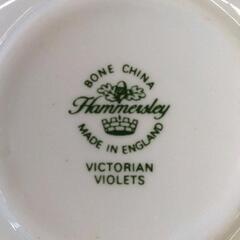 BONE CHINA
Hammersley
MADE IN ENGLAND
VICTORIAN
VIOLETS